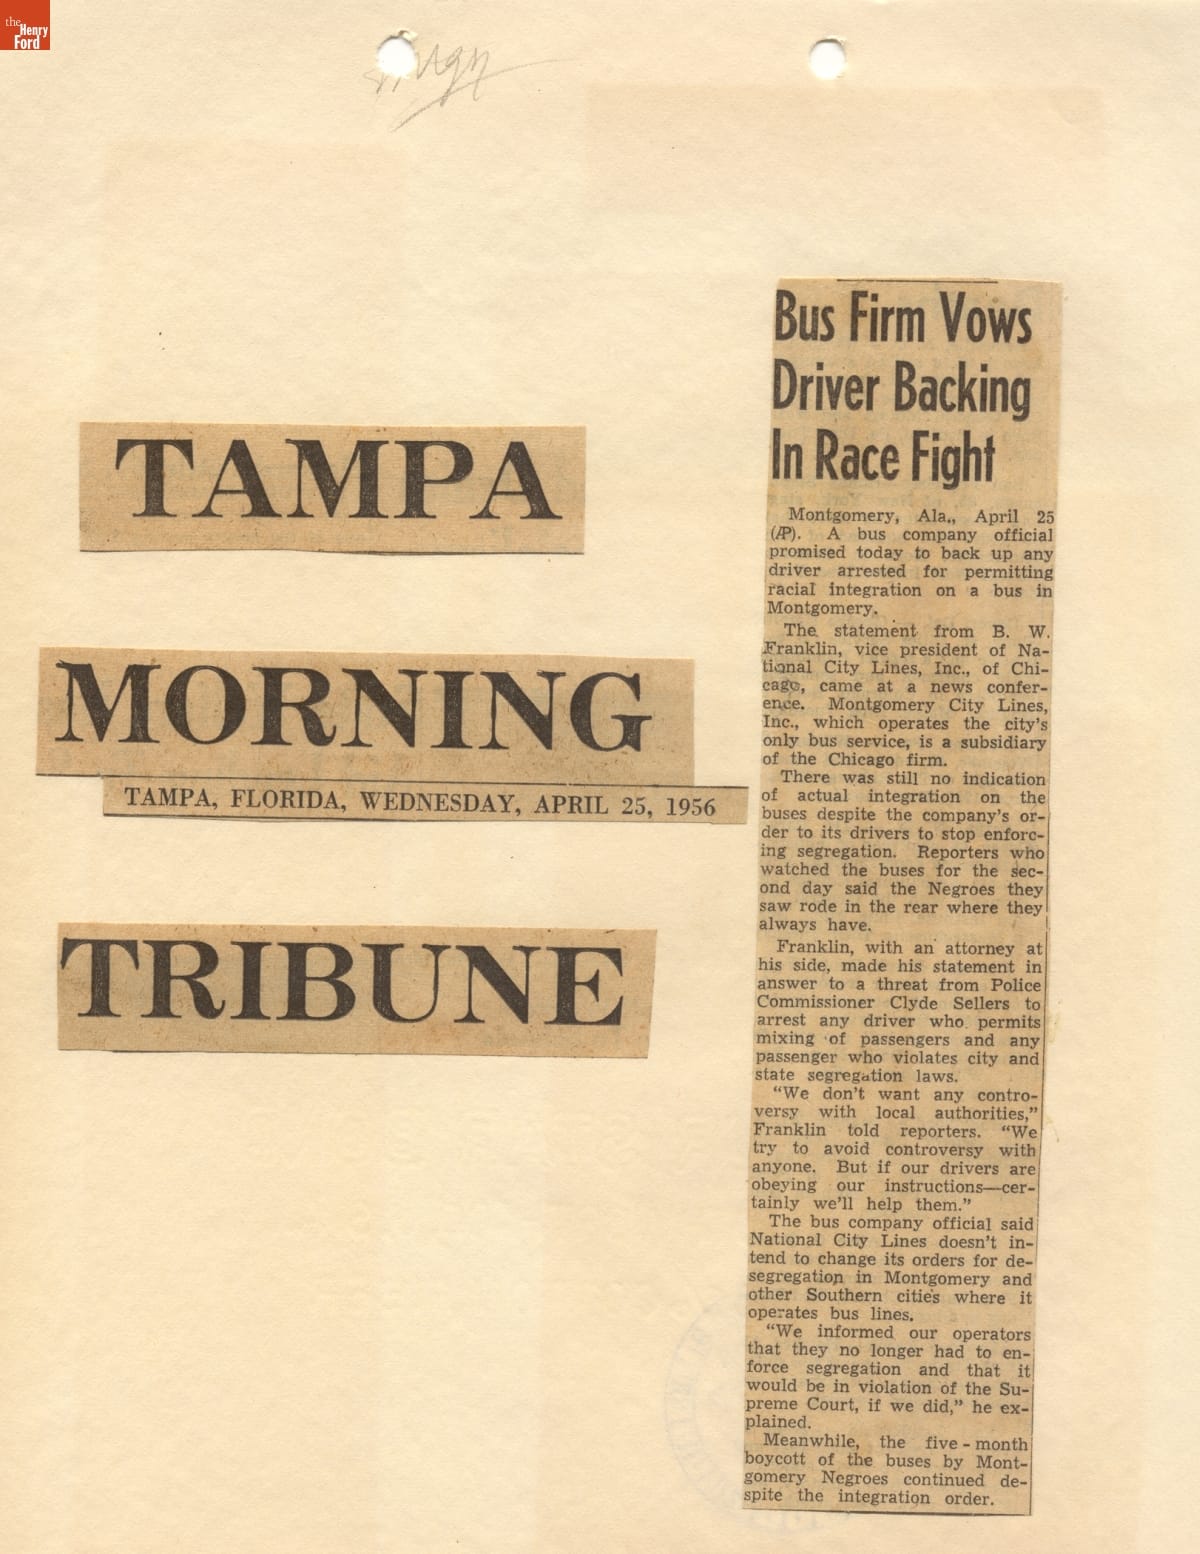 the
Henry
Ford
TAMPA
MORNING
TAMPA, FLORIDA, WEDNESDAY, APRIL 25, 1956
TRIBUNE
Bus Firm Vows
Driver Backing
In Race Fight
Montgomery, Ala., April 25
(AP). A bus company official
promised today to back up any
driver arrested for permitting
racial integration on a bus in
Montgomery.
The statement from B. W.
Franklin, vice president of Na-
tional City Lines, Inc., of Chi-
cago, came at a news confer-
ence. Montgomery City Lines,
Inc., which operates the city's
only bus service, is a subsidiary
of the Chicago firm.
There was still no indication
of actual integration on the
buses despite the company's or-
der to its drivers to stop enforc-
ing segregation. Reporters who
watched the buses for the sec-
ond day said the Negroes they
saw rode in the rear where they
always have.
Franklin, with an attorney at
his side, made his statement in
answer to a threat from Police
Commissioner Clyde Sellers to
arrest any driver who permits
mixing of passengers and any
passenger who violates city and
state segregation laws.
"We don't want any contro-
versy with local authorities,"
Franklin told reporters. "We
try to avoid controversy with
anyone. But if our drivers are
obeying our instructions—cer-
tainly we'll help them."
The bus company official said
National City Lines doesn't in-
tend to change its orders for de-
segregation in Montgomery and
other Southern cities where it
operates bus lines.
"We informed our operators
that they no longer had to en-
force segregation and that it
would be in violation of the Su-
preme Court, if we did," he ex-
plained.
Meanwhile, the five-month
boycott of the buses by Mont-
gomery Negroes continued de-
spite the integration order.